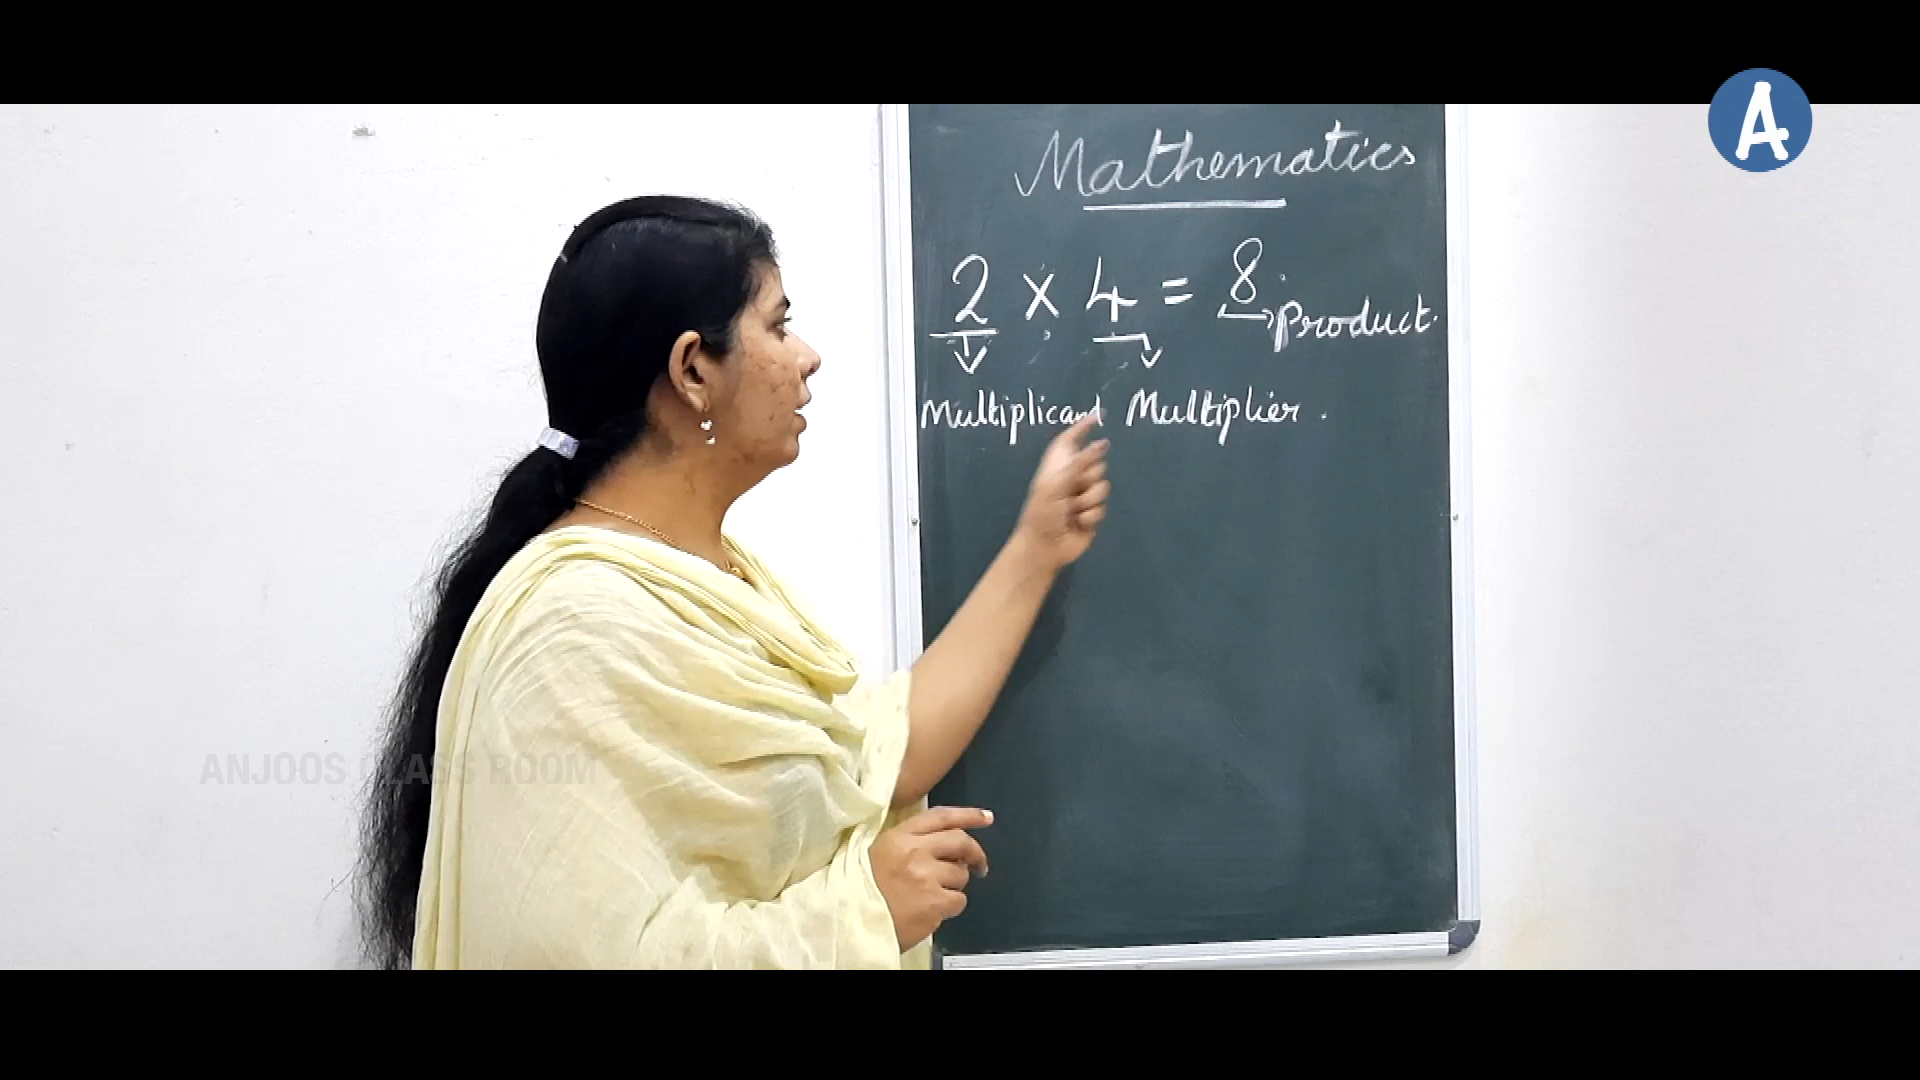 A
Mathematics
2 × 4 = 8 Product.
Multiplicand Multiplier.
ANJOOS CLASS ROOM